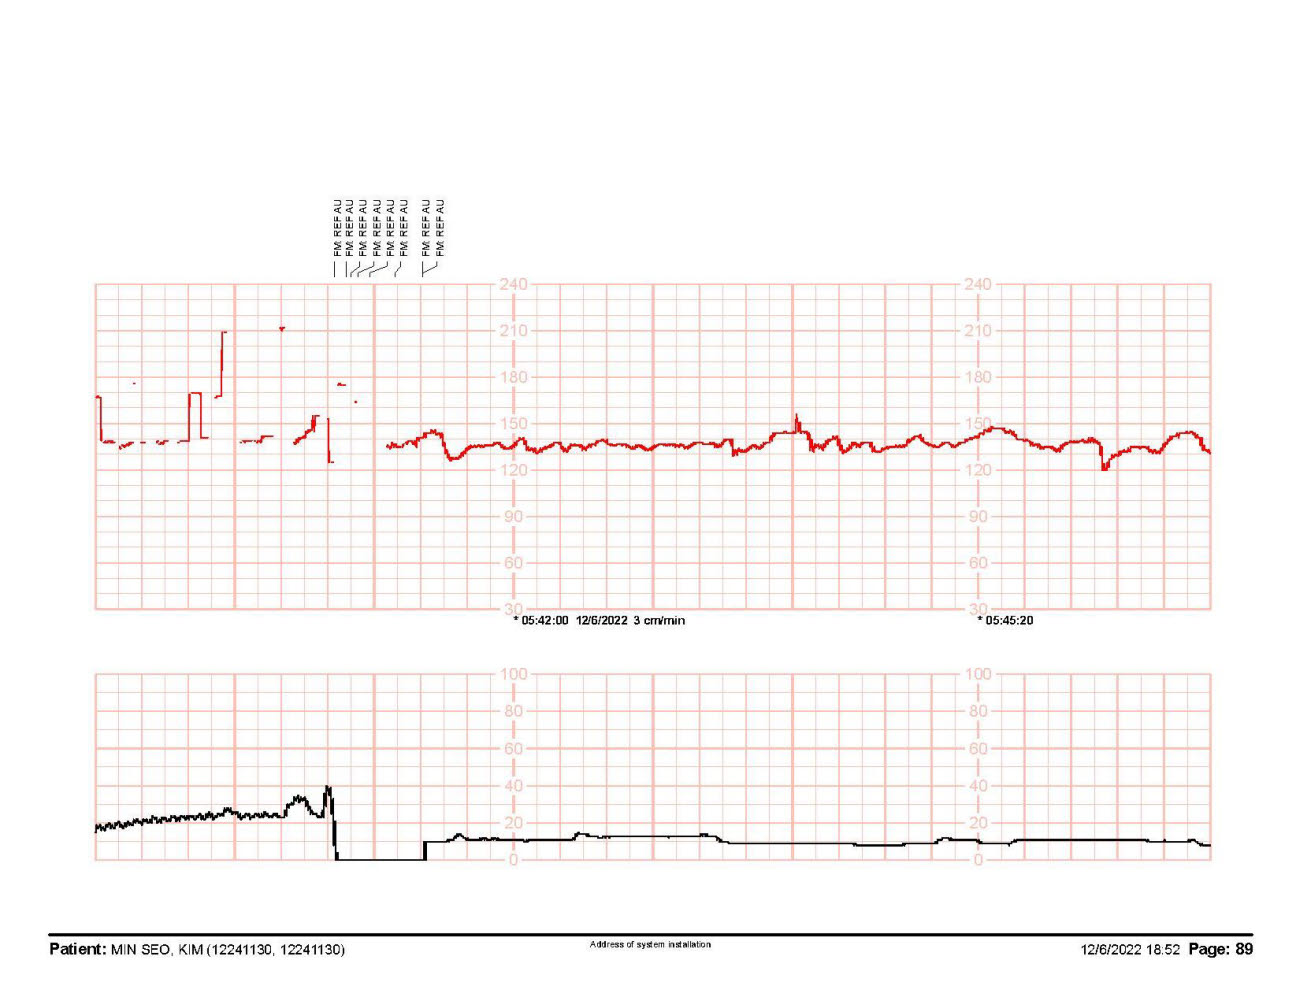 FM: REF AU
FM: REF AU
FM: REF AU
FM: REF AU
FM: REF AU
FM: REF AU
FM: REF AU
FM: REF AU
240 240
210 210
180 180
150 150
120 120
90 90
60 60
30 30
* 05:42:00 12/6/2022 3 cm/min * 05:45:20
100 100
80 80
60 60
40 40
20 20
0 0
Patient: MIN SEO, KIM (12241130, 12241130) Address of system installation 12/6/2022 18:52 Page: 89